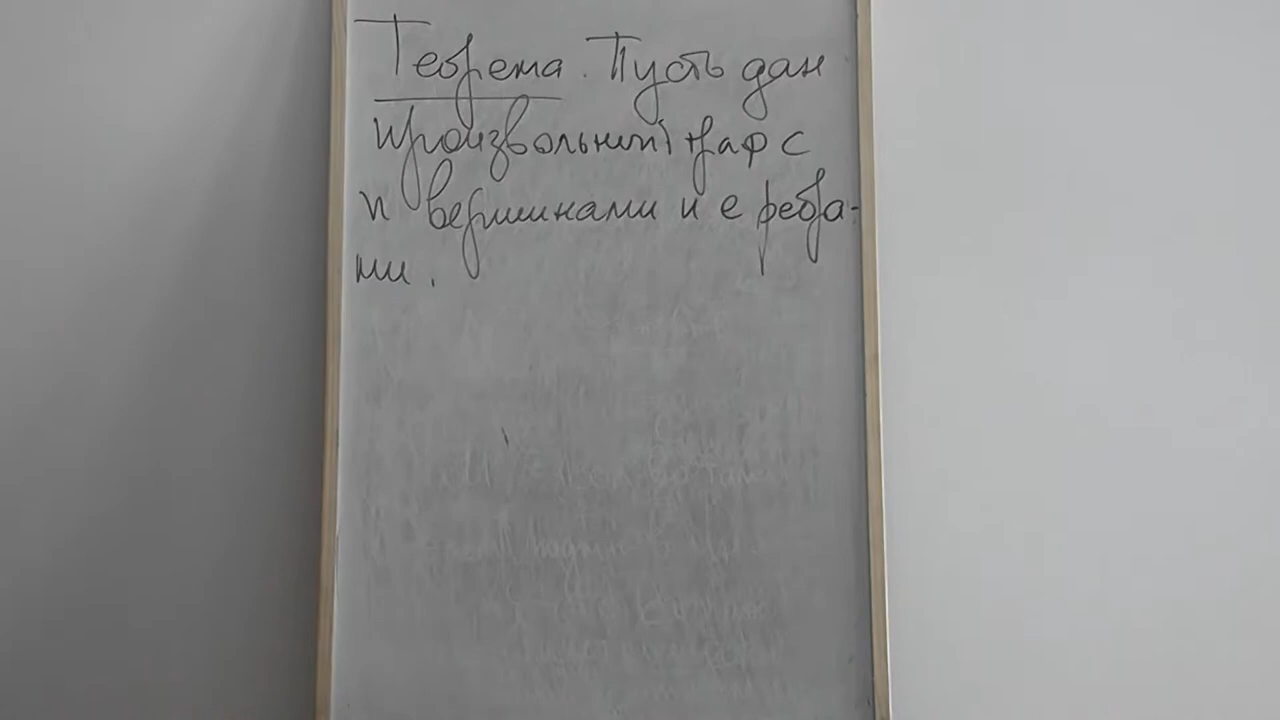 Теорема. Пусть дан
произвольный граф с
n вершинами и e ребра-
ми.